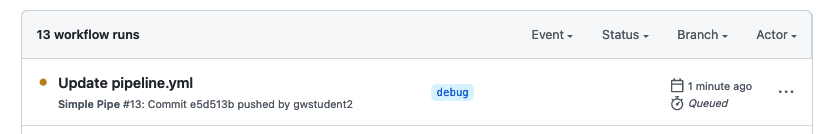 13 workflow runs
Event
Status
Branch
Actor
Update pipeline.yml
Simple Pipe #13: Commit e5d513b pushed by gwstudent2
debug
1 minute ago
Queued